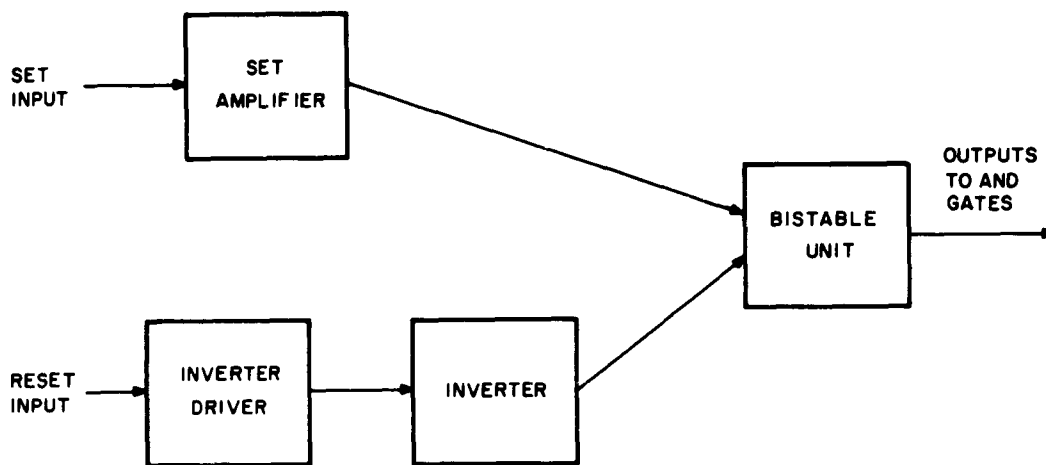 SET
INPUT
SET
AMPLIFIER
OUTPUTS
TO AND
GATES
BISTABLE
UNIT
RESET
INPUT
INVERTER
DRIVER
INVERTER